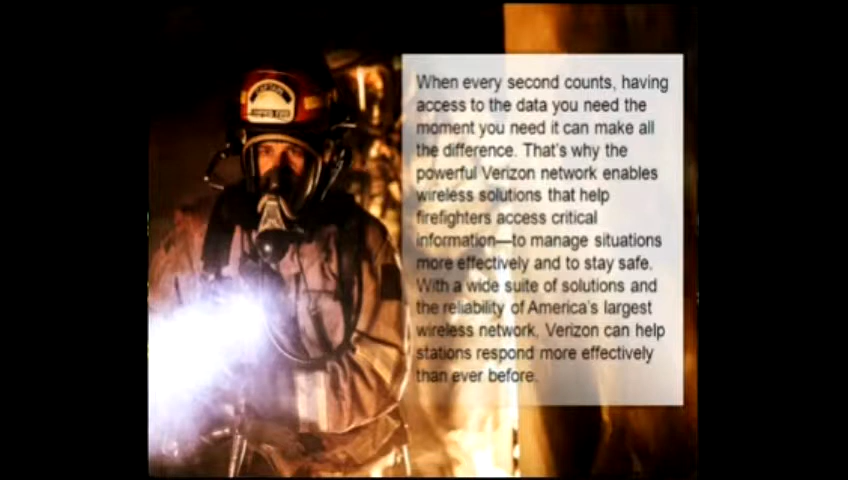 CAPTAIN
When every second counts, having
access to the data you need the
moment you need it can make all
the difference. That's why the
powerful Verizon network enables
wireless solutions that help
firefighters access critical
information—to manage situations
more effectively and to stay safe.
With a wide suite of solutions and
the reliability of America's largest
wireless network, Verizon can help
stations respond more effectively
than ever before.